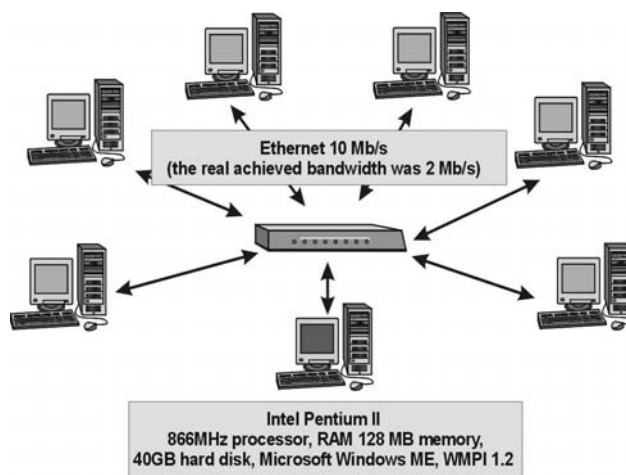 Ethernet 10 Mb/s
(the real achieved bandwidth was 2 Mb/s)
Intel Pentium II
866MHz processor, RAM 128 MB memory,
40GB hard disk, Microsoft Windows ME, WMPI 1.2